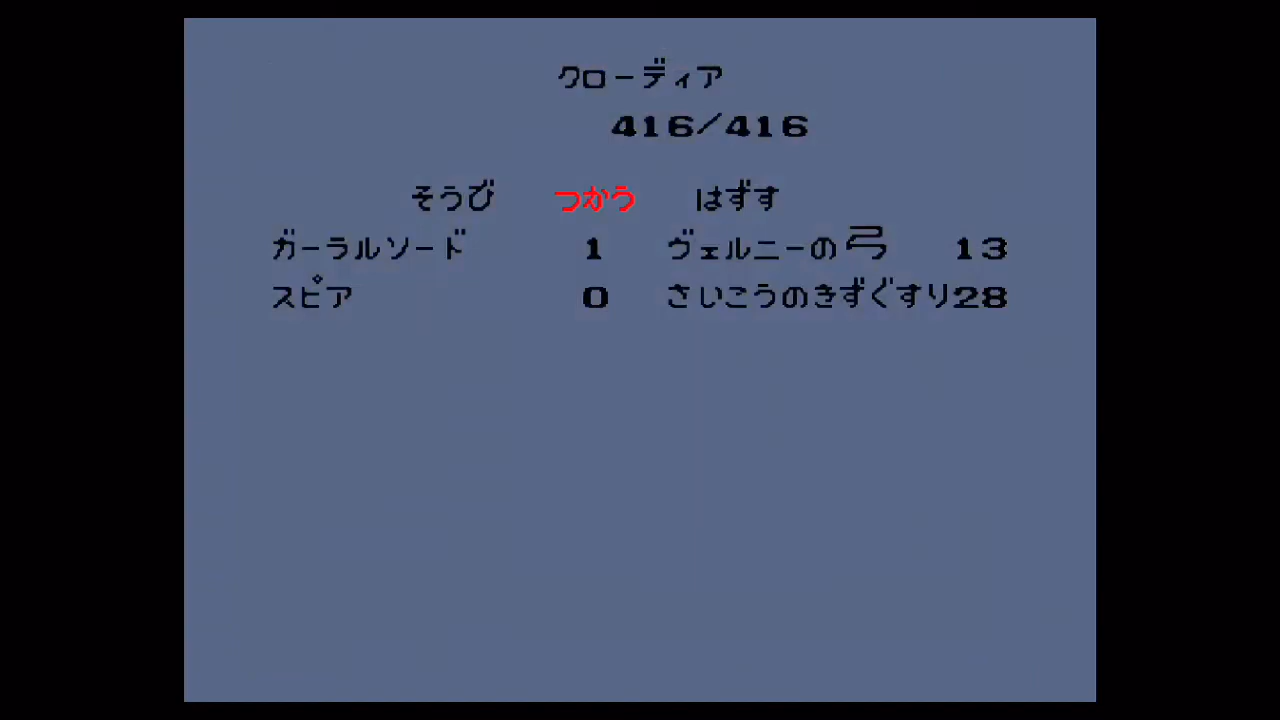 クローディア
416/416
そうび つかう はずす
ガーラルソード 1 ヴェルニーの弓 13
スピア 0 さいこうのきずぐすり28